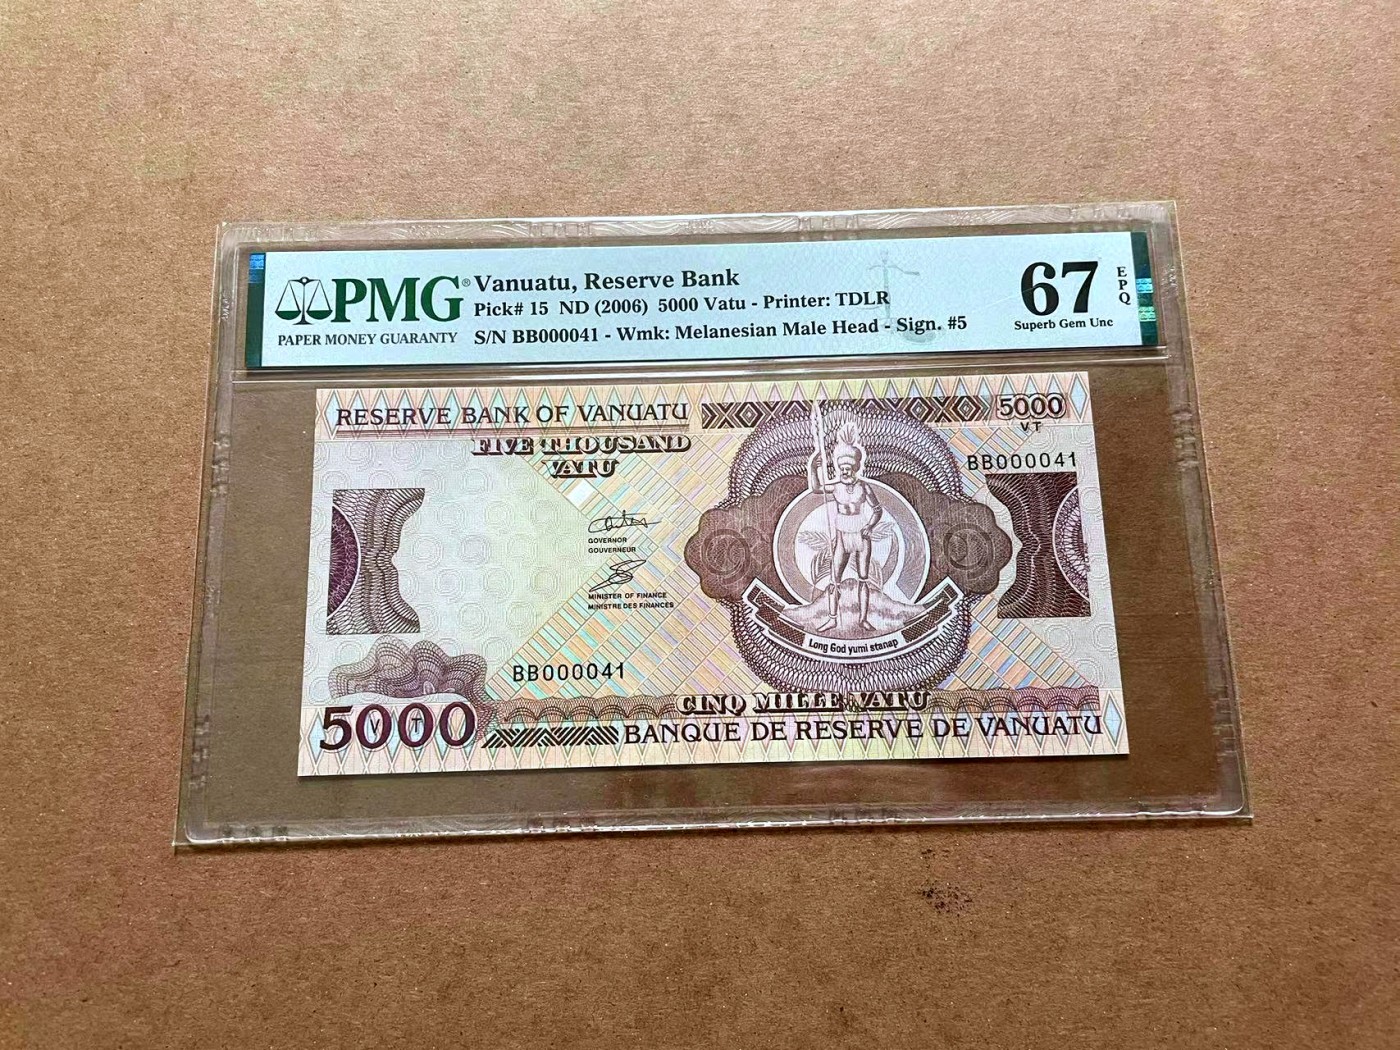 PMG®
PAPER MONEY GUARANTY
Vanuatu, Reserve Bank
Pick# 15 ND (2006) 5000 Vatu - Printer: TDLR
S/N BB000041 - Wmk: Melanesian Male Head - Sign. #5
67
EPQ
Superb Gem Unc
RESERVE BANK OF VANUATU
5000
VT
FIVE THOUSAND
VATU
BB000041
GOVERNOR
GOUVERNEUR
MINISTER OF FINANCE
MINISTRE DES FINANCES
Long God yumi stanap
BB000041
CINQ MILLE VATU
5000
VT
BANQUE DE RESERVE DE VANUATU